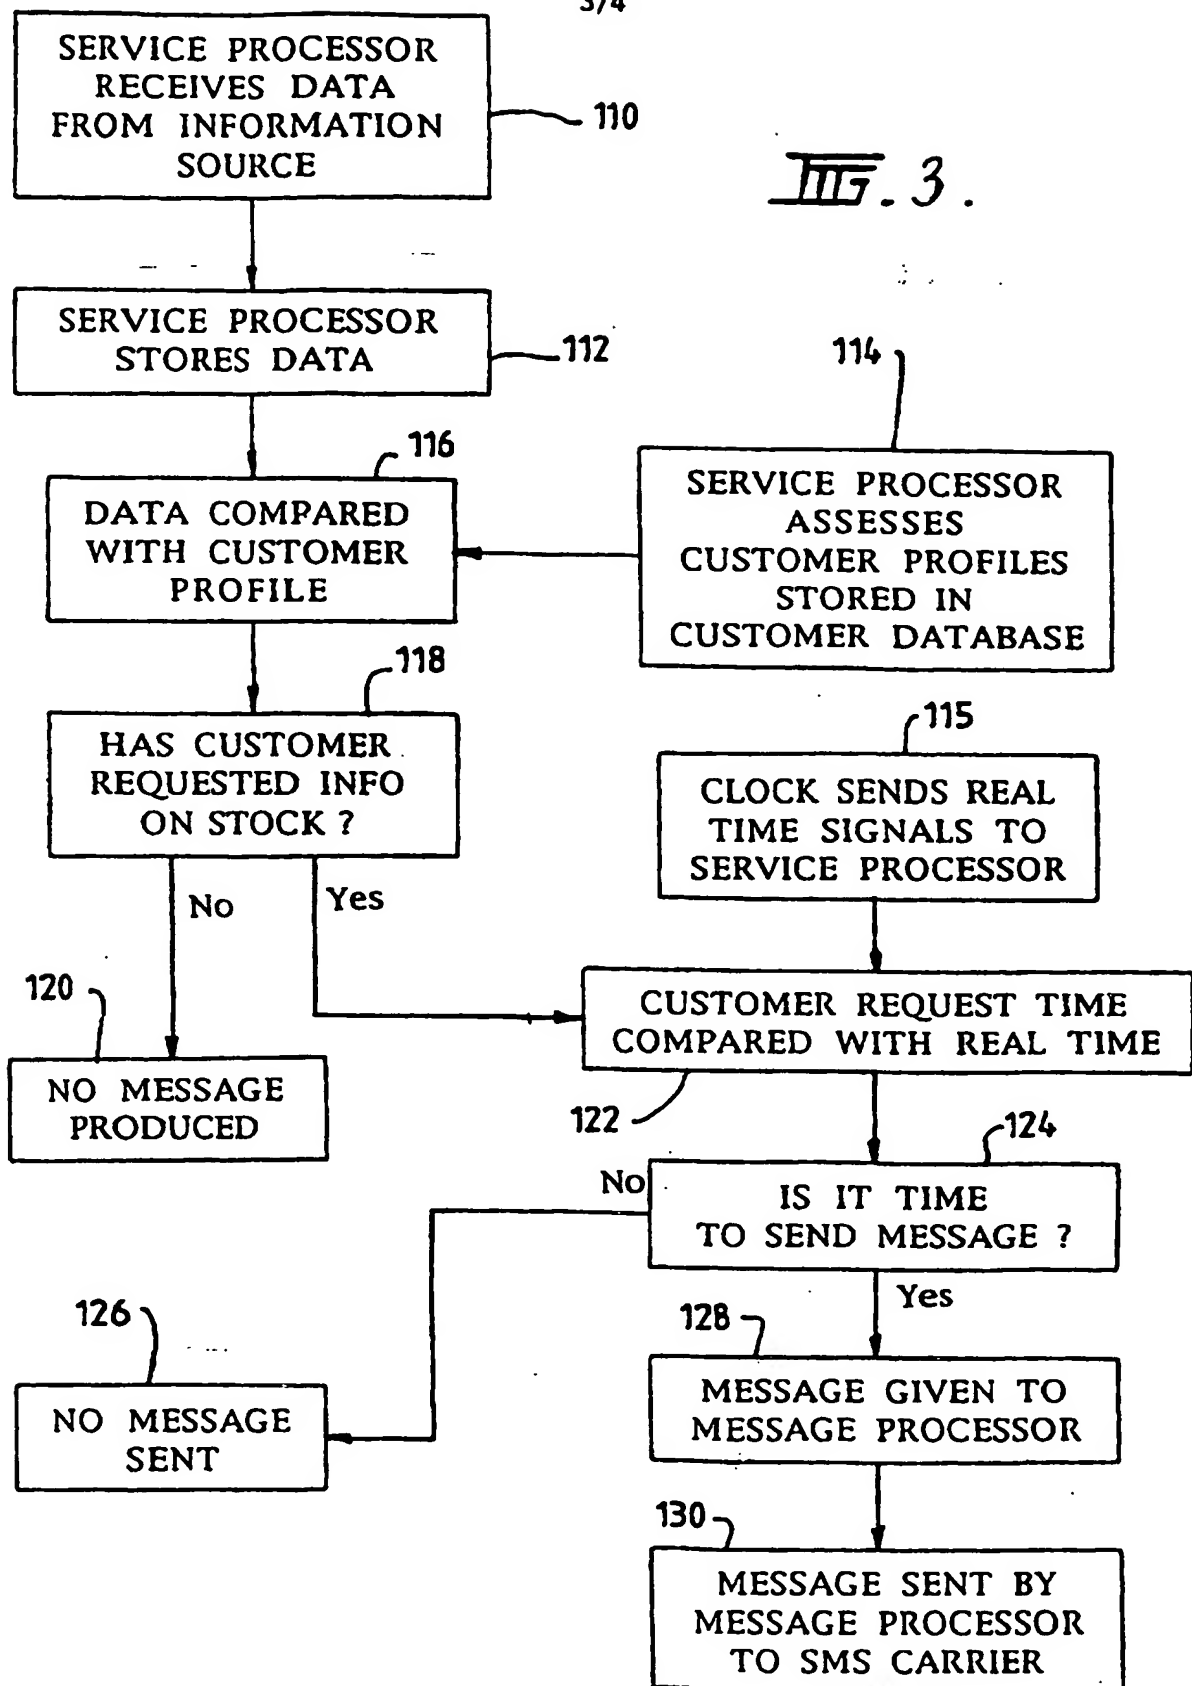 3/4
SERVICE PROCESSOR
RECEIVES DATA
FROM INFORMATION
SOURCE
110
FIG. 3.
SERVICE PROCESSOR
STORES DATA
112
114
116
DATA COMPARED
WITH CUSTOMER
PROFILE
SERVICE PROCESSOR
ASSESSES
CUSTOMER PROFILES
STORED IN
CUSTOMER DATABASE
118
HAS CUSTOMER
REQUESTED INFO
ON STOCK ?
115
CLOCK SENDS REAL
TIME SIGNALS TO
SERVICE PROCESSOR
No
Yes
120
NO MESSAGE
PRODUCED
CUSTOMER REQUEST TIME
COMPARED WITH REAL TIME
122
124
No
IS IT TIME
TO SEND MESSAGE ?
Yes
126
NO MESSAGE
SENT
128
MESSAGE GIVEN TO
MESSAGE PROCESSOR
130
MESSAGE SENT BY
MESSAGE PROCESSOR
TO SMS CARRIER